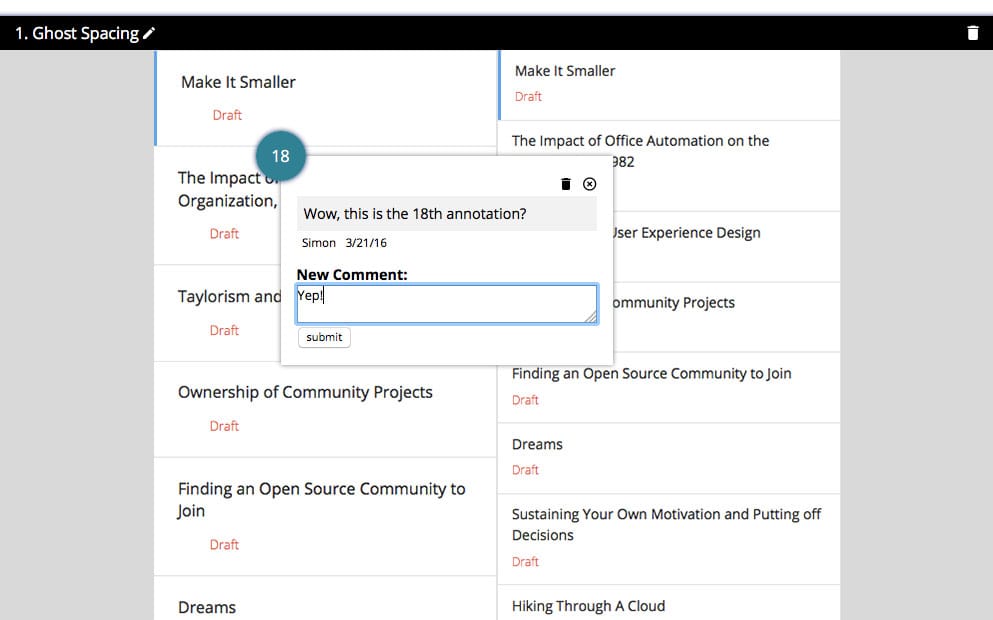 1. Ghost Spacing
Make It Smaller
Draft
18
The Impact
Organization,
Draft
Taylorism and
Draft
Ownership of Community Projects
Draft
Finding an Open Source Community to
Join
Draft
Dreams
Wow, this is the 18th annotation?
Simon 3/21/16
New Comment:
Yep!
submit
Make It Smaller
Draft
The Impact of Office Automation on the
982
User Experience Design
ommunity Projects
Finding an Open Source Community to Join
Draft
Dreams
Draft
Sustaining Your Own Motivation and Putting off
Decisions
Draft
Hiking Through A Cloud